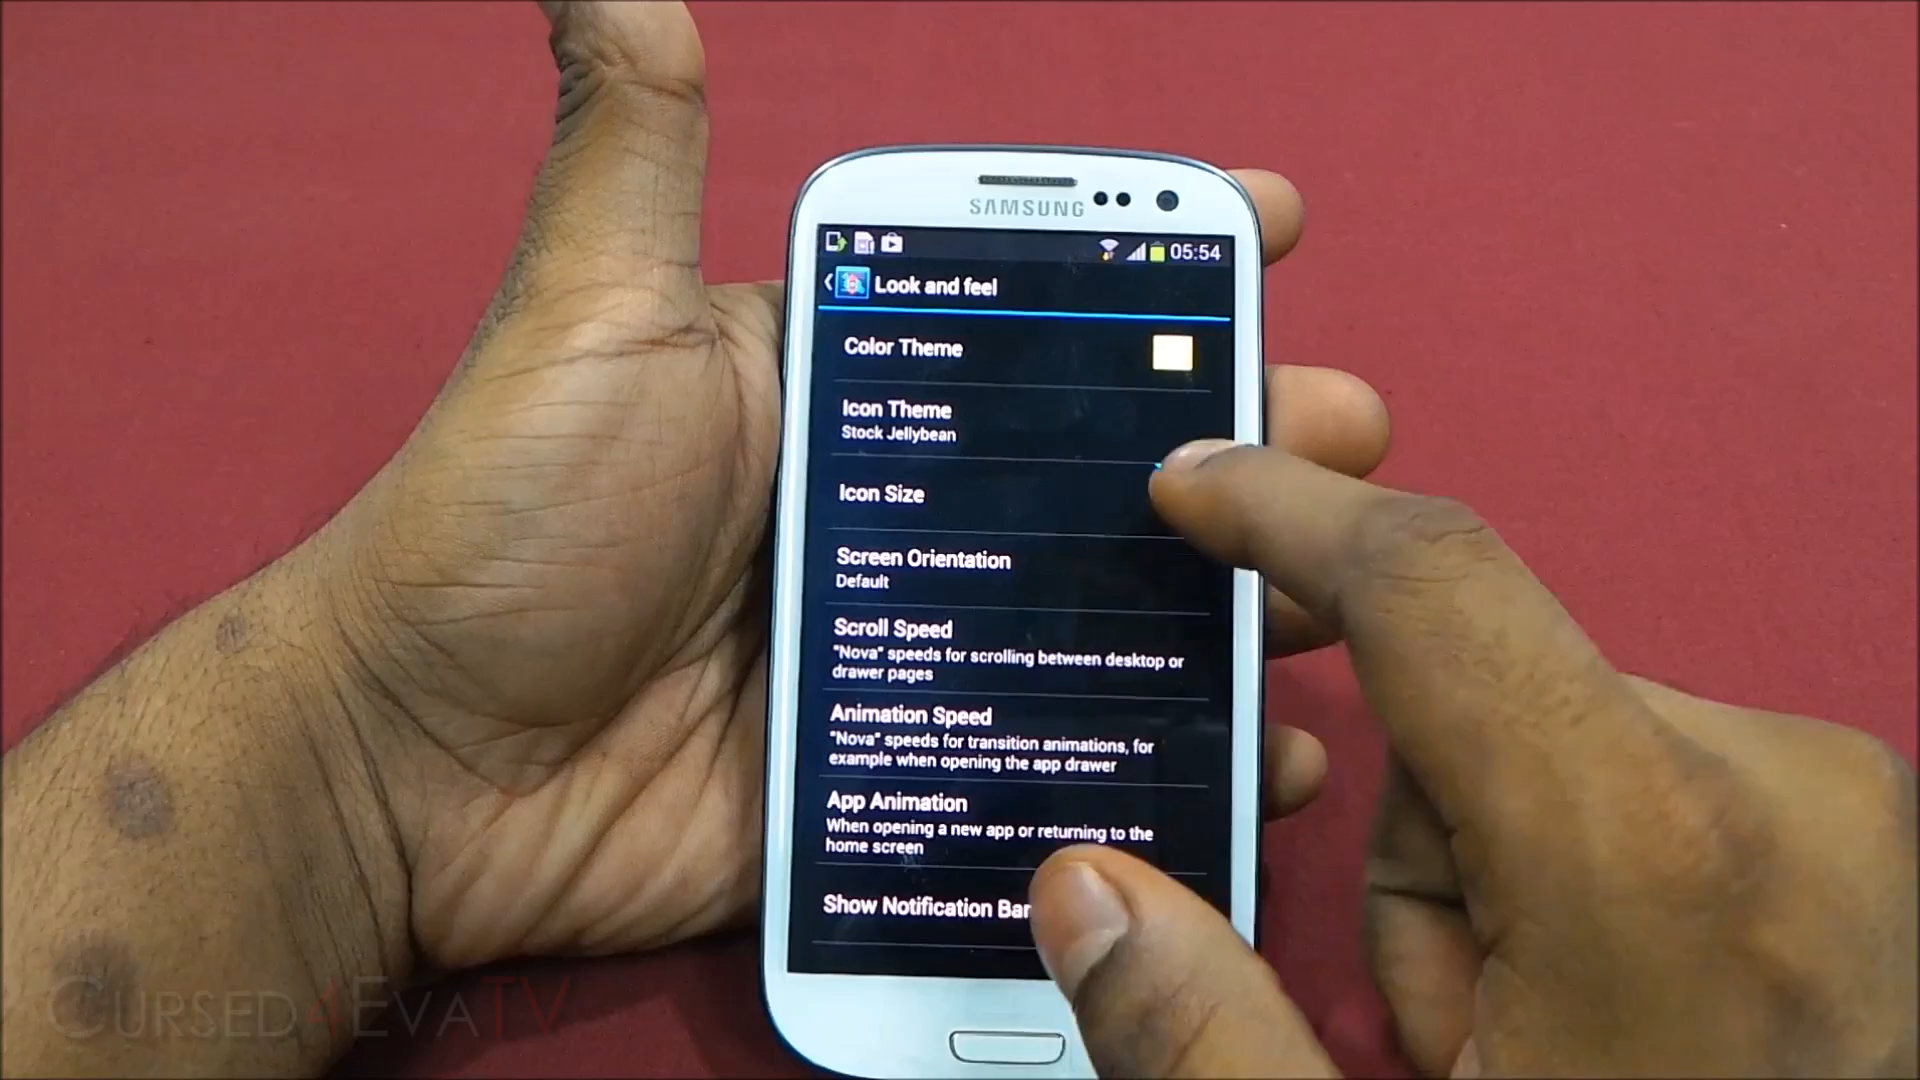 SAMSUNG
05:54
Look and feel
Color Theme
Icon Theme
Stock Jellybean
Icon Size
Screen Orientation
Default
Scroll Speed
"Nova" speeds for scrolling between desktop or
drawer pages
Animation Speed
"Nova" speeds for transition animations, for
example when opening the app drawer
App Animation
When opening a new app or returning to the
home screen
Show Notification Bar
CURSED4EVATV